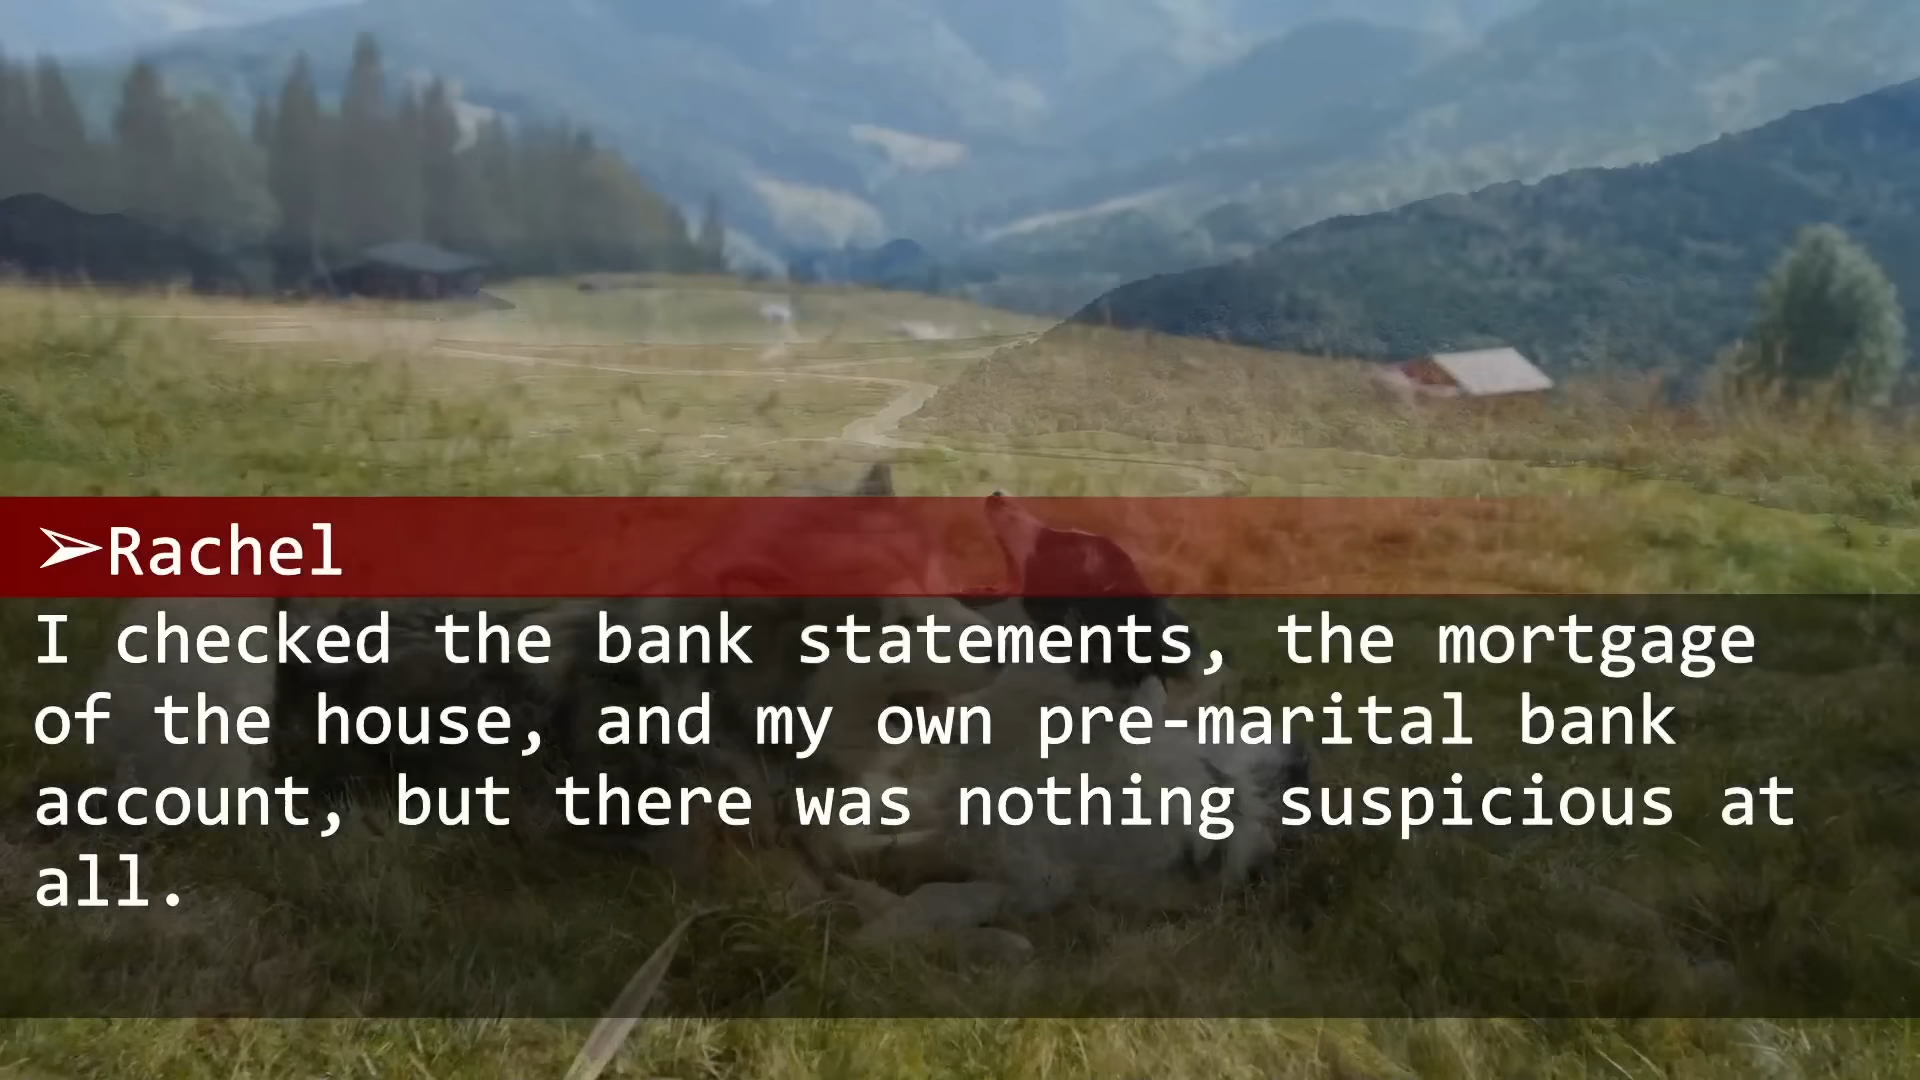 ➢Rachel
I checked the bank statements, the mortgage
of the house, and my own pre-marital bank
account, but there was nothing suspicious at
all.